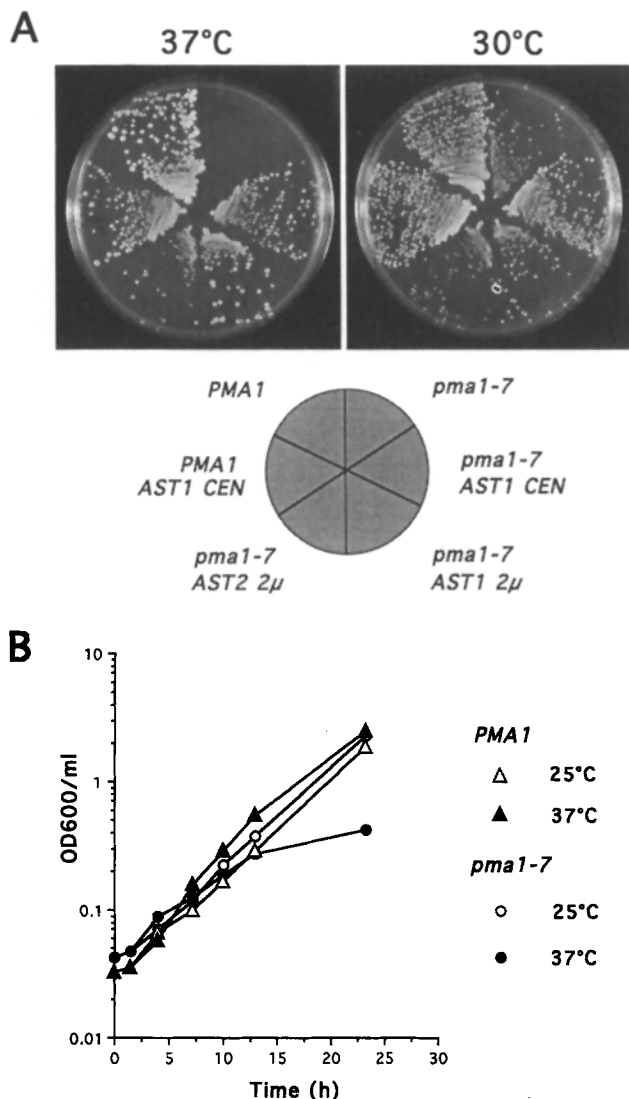 A
37°C 30°C
PMA1 pma1-7
PMA1 pma1-7
AST1 CEN AST1 CEN
pma1-7 pma1-7
AST2 2µ AST1 2µ
B
OD600/ml
10
1
0.1
0.01
0 5 10 15 20 25 30
Time (h)
PMA1
25°C
37°C
pma1-7
25°C
37°C